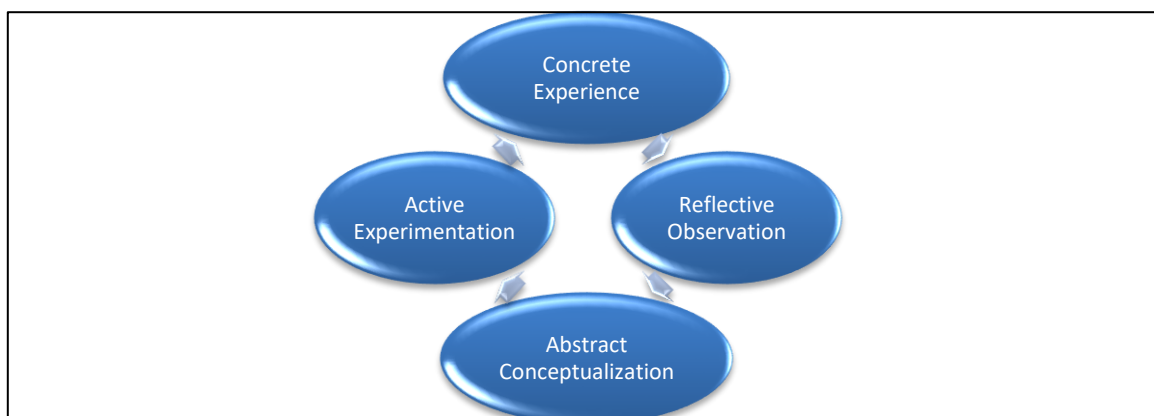 Concrete
Experience
Active
Experimentation
Reflective
Observation
Abstract
Conceptualization